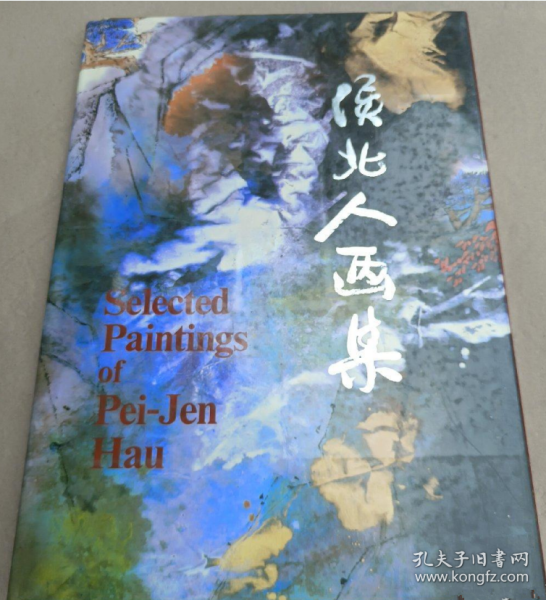 侯北人画集
Selected
Paintings
of
Pei-Jen
Hau
孔夫子旧书网
www.kongfz.com